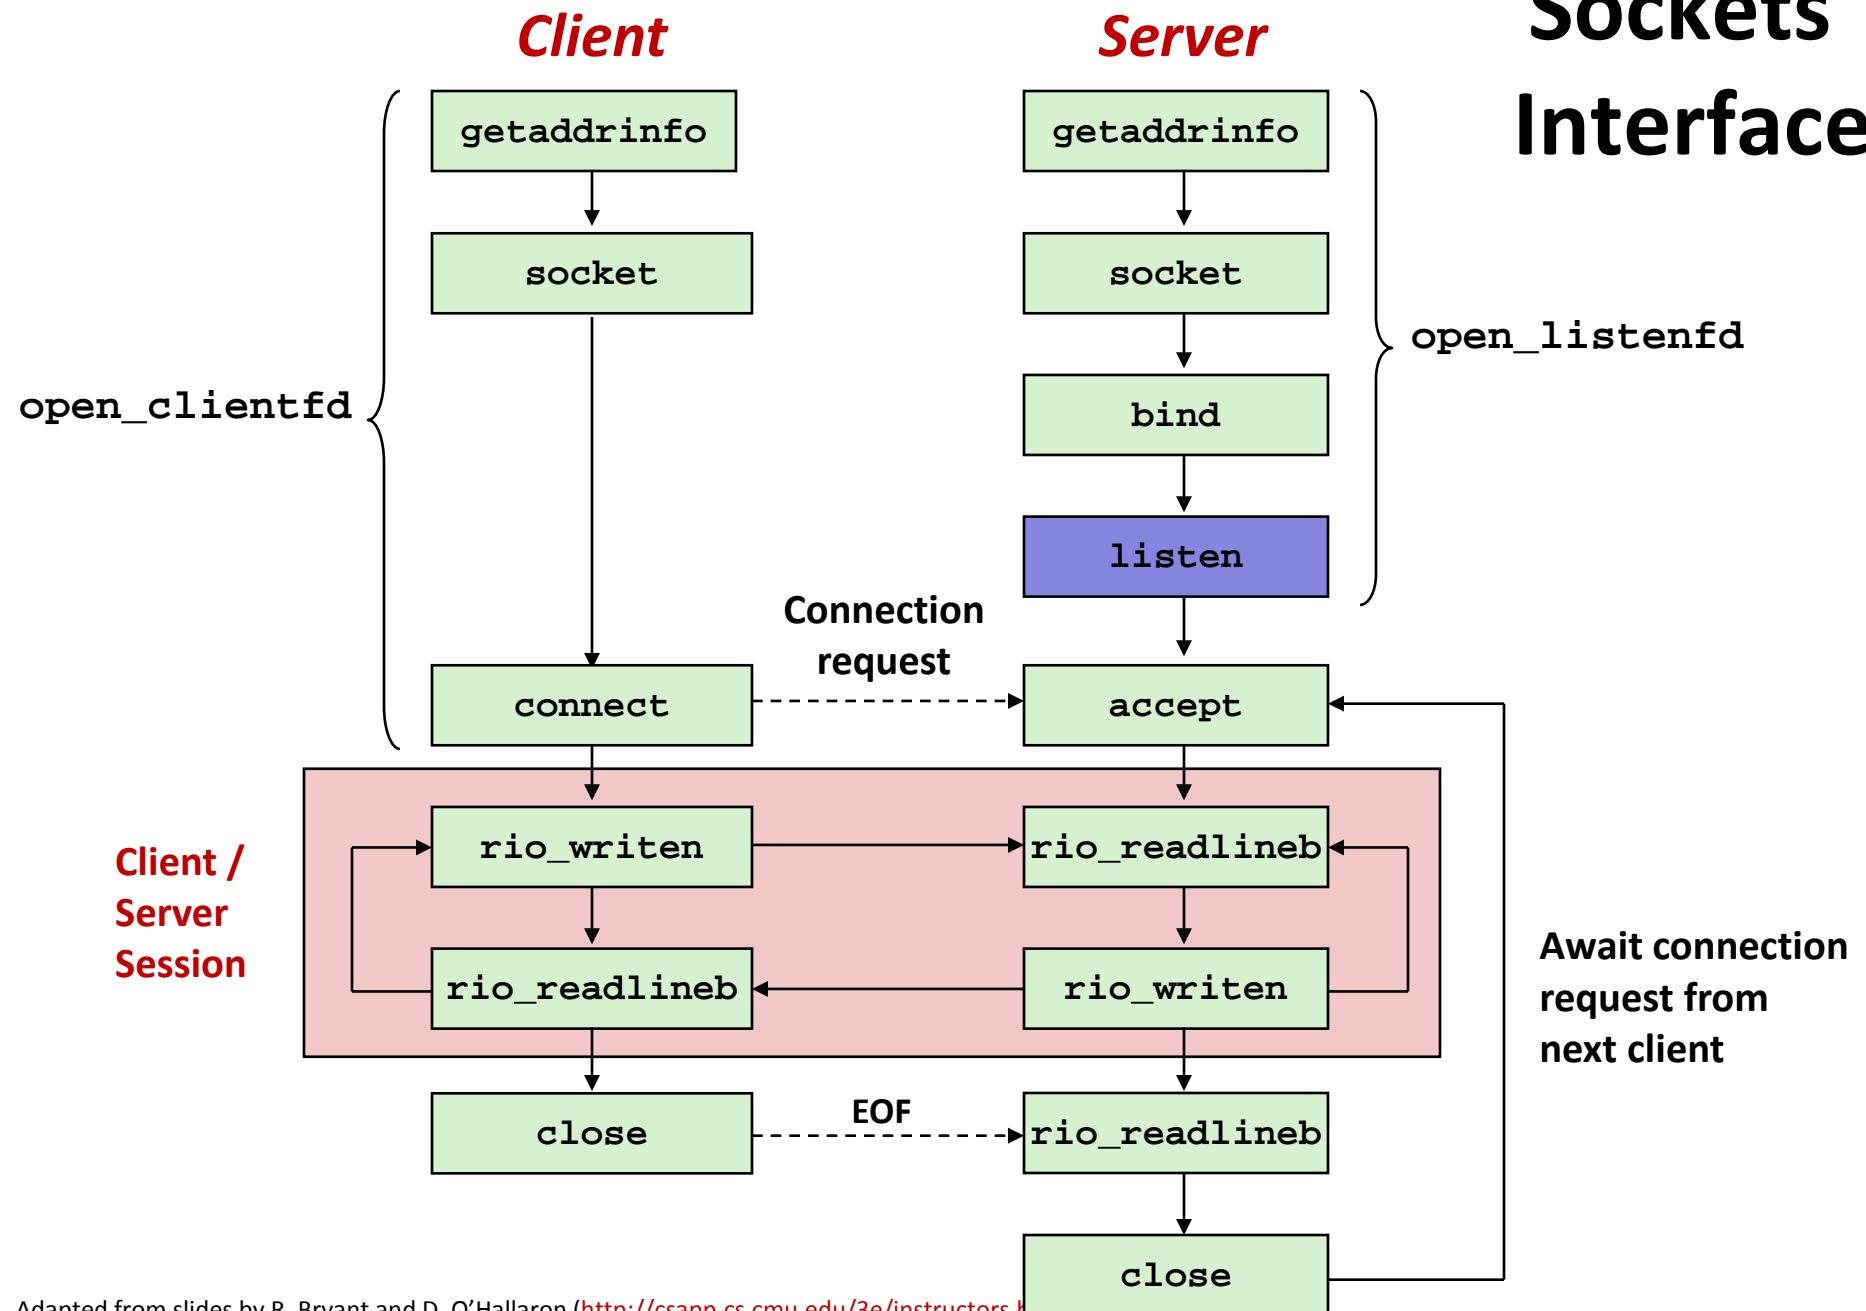 Sockets
Interface
Client
Server
getaddrinfo
getaddrinfo
socket
socket
open_listenfd
open_clientfd
bind
listen
Connection
request
connect
accept
Client /
Server
Session
rio_writen
rio_readlineb
rio_readlineb
rio_writen
Await connection
request from
next client
close
EOF
rio_readlineb
close
Adapted from slides by R. Bryant and D. O'Hallaron (http://csapp.cs.cmu.edu/3e/instructors.h